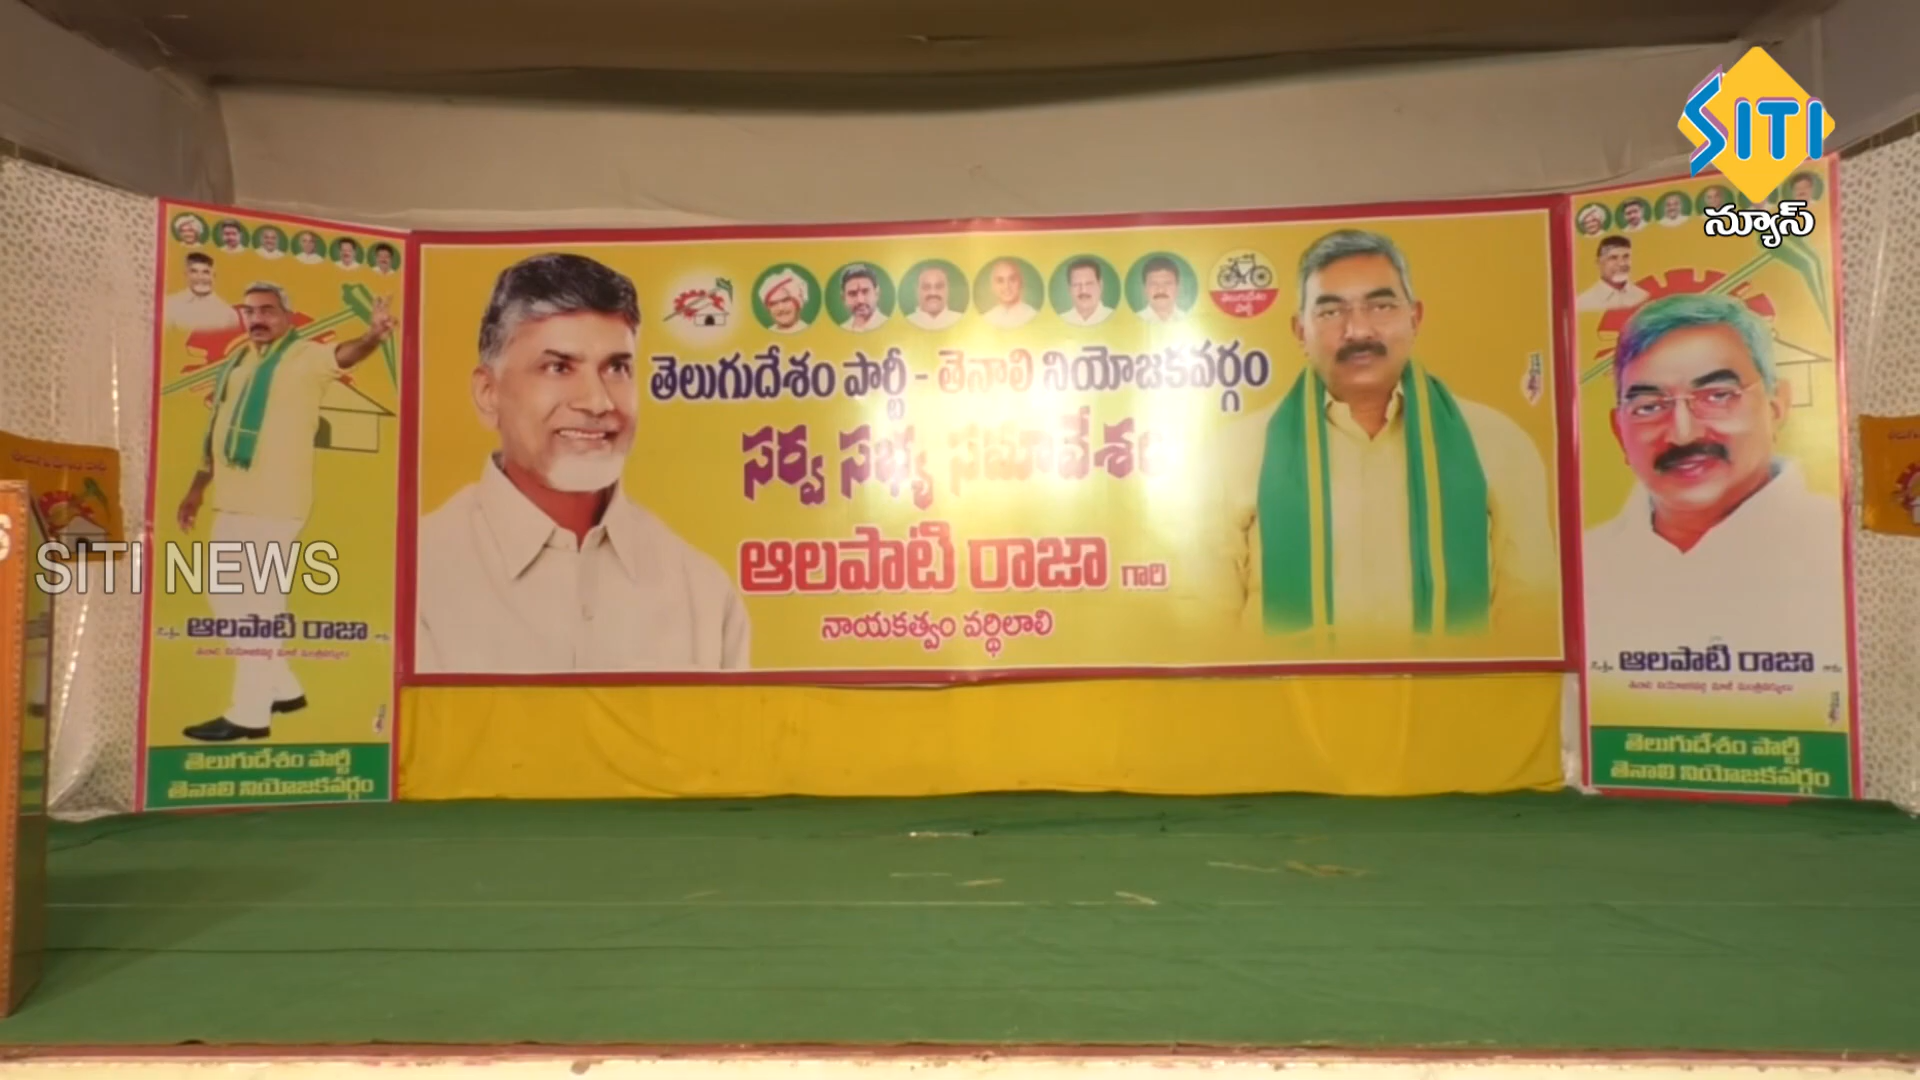 SITI
న్యూస్
తెలుగుదేశం పార్టీ - తెనాలి నియోజకవర్గం
సర్వ సభ్య సమావేశం
ఆలపాటి రాజా గారి
నాయకత్వం వర్థిలాలి
తెలుగుదేశం
పార్టీ
SITI NEWS
ఆలపాటి రాజా
తెలుగుదేశం పార్టీ
తెనాలి నియోజకవర్గం
ఆలపాటి రాజా
తెలుగుదేశం పార్టీ
తెనాలి నియోజకవర్గం